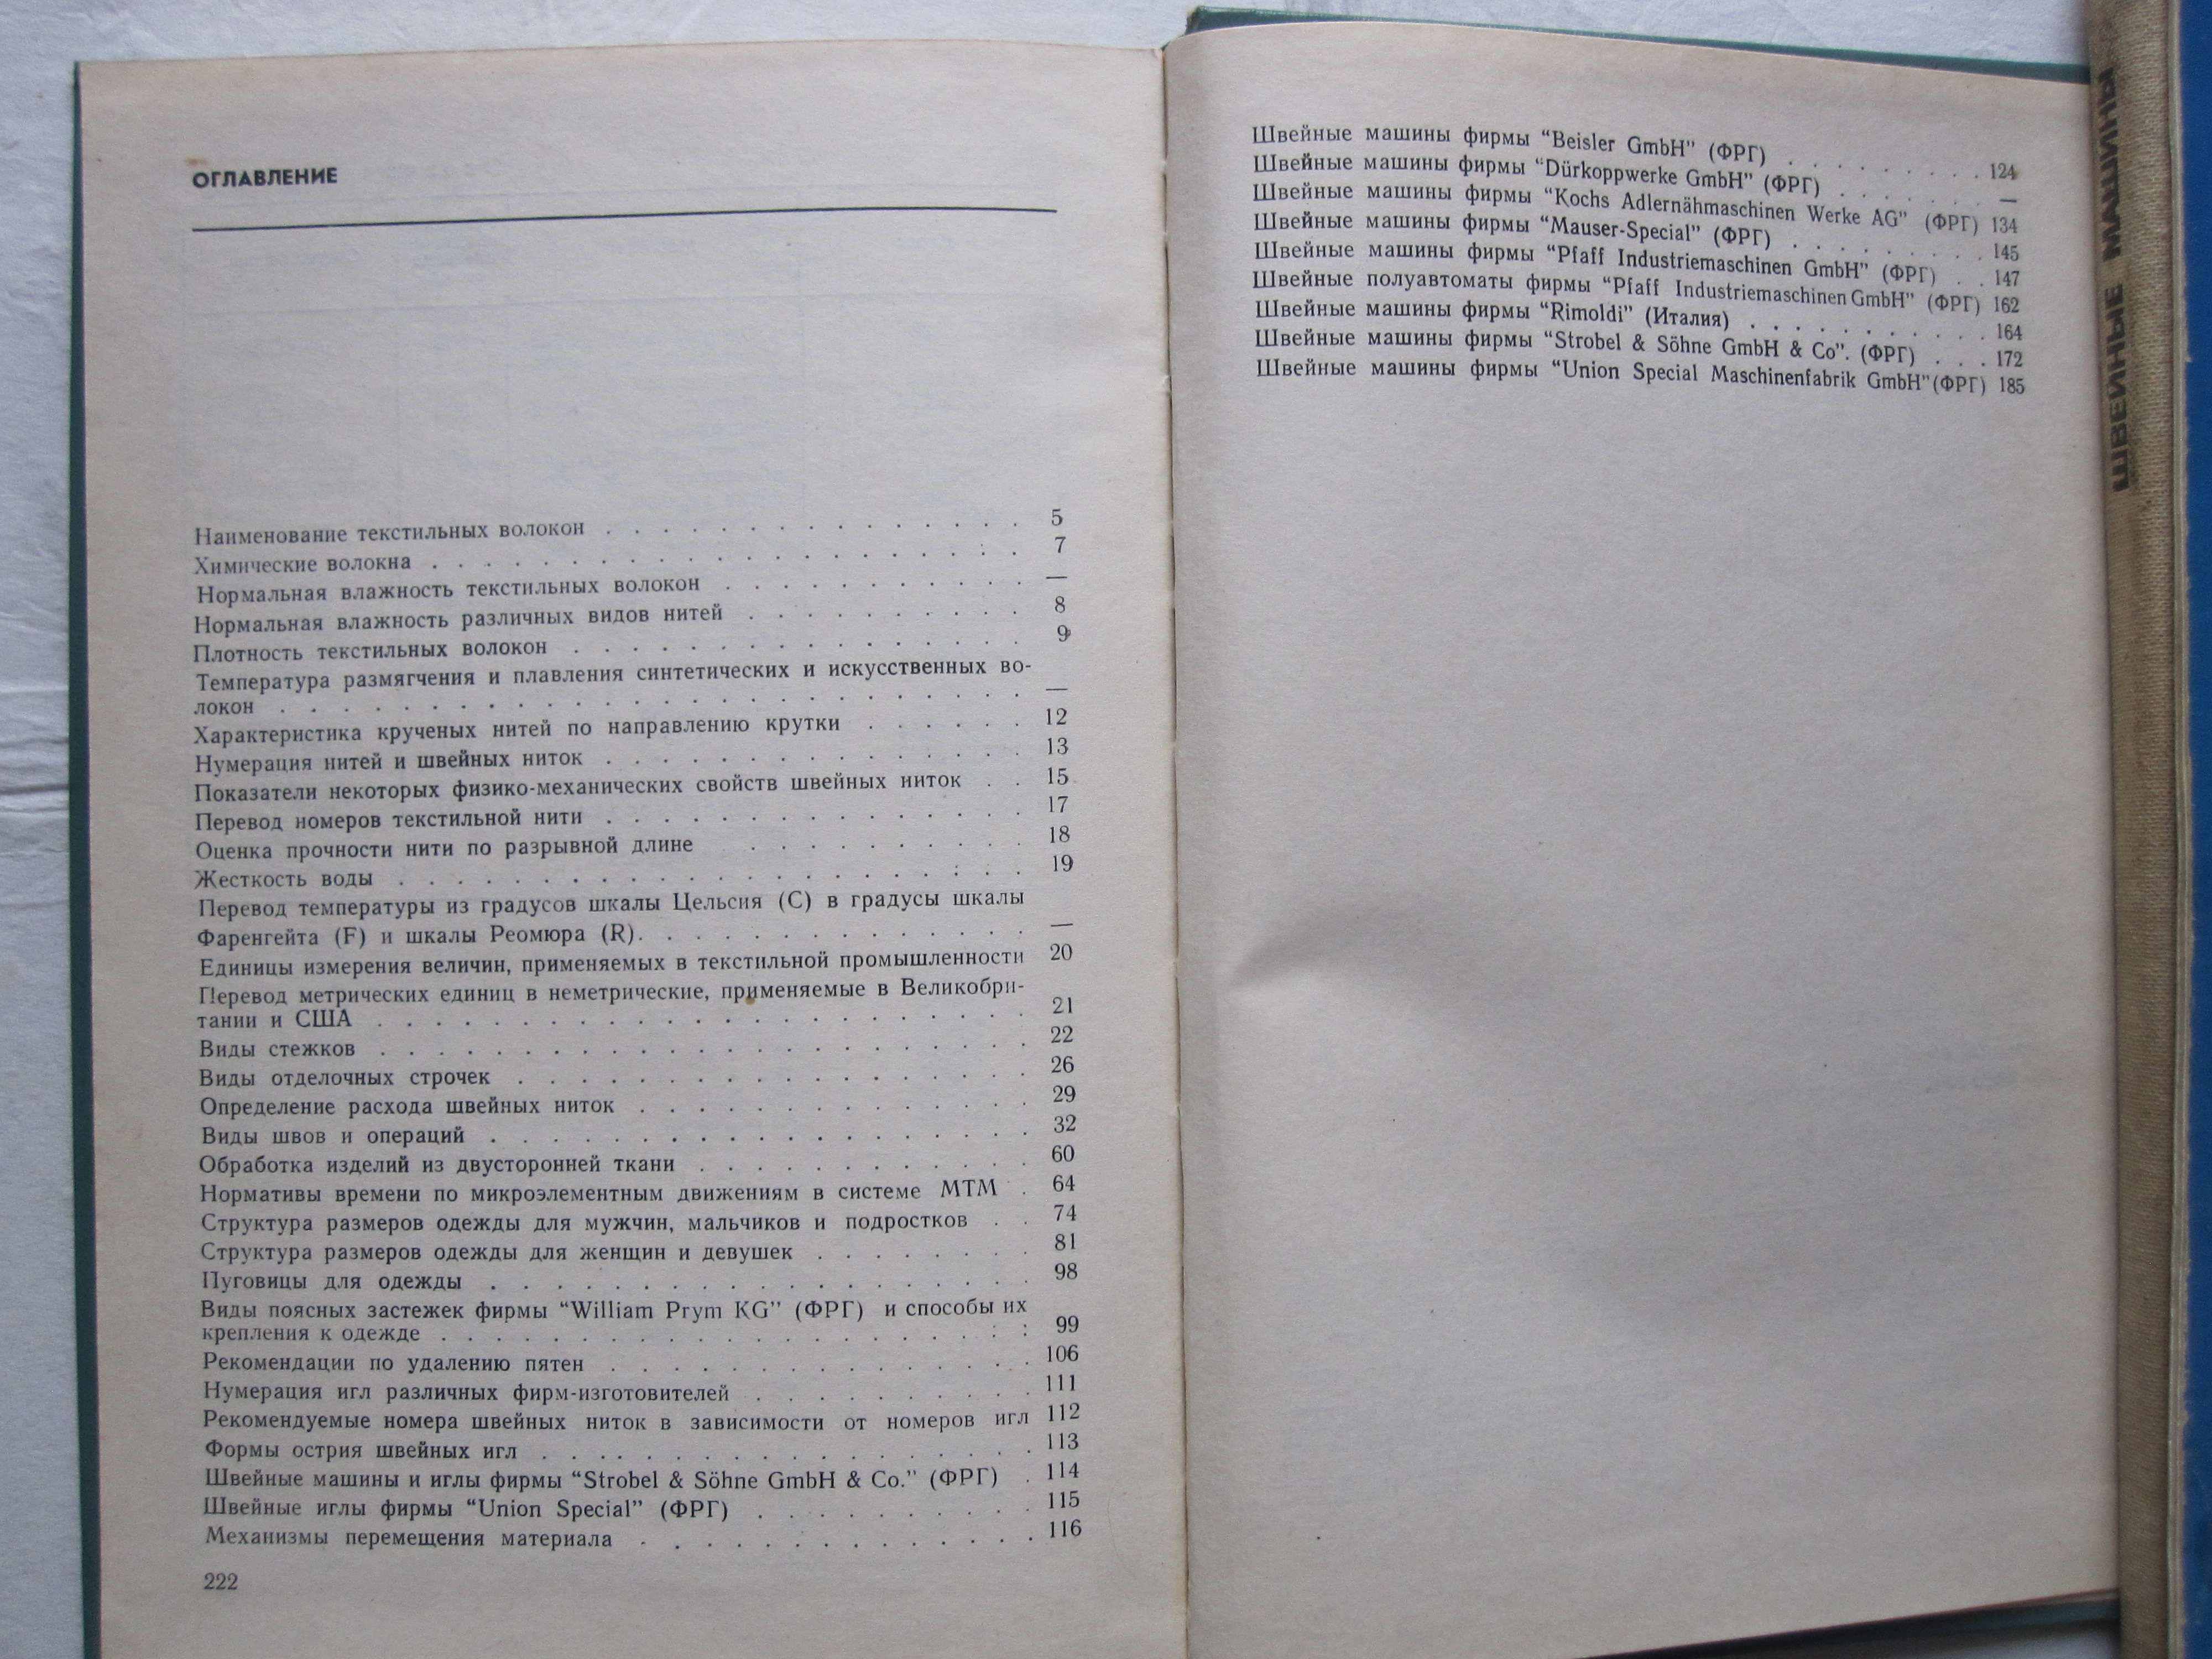 ОГЛАВЛЕНИЕ
Наименование текстильных волокон . . . . . . . . . . . . . . . 5
Химические волокна . . . . . . . . . . . . . . . . . . . . . 7
Нормальная влажность текстильных волокон . . . . . . . . . . . —
Нормальная влажность различных видов нитей . . . . . . . . . . 8
Плотность текстильных волокон . . . . . . . . . . . . . . . . 9
Температура размягчения и плавления синтетических и искусственных во-
локон . . . . . . . . . . . . . . . . . . . . . . . . . —
Характеристика крученых нитей по направлению крутки . . . . . . 12
Нумерация нитей и швейных ниток . . . . . . . . . . . . . . . 13
Показатели некоторых физико-механических свойств швейных ниток . . 15
Перевод номеров текстильной нити . . . . . . . . . . . . . . . 17
Оценка прочности нити по разрывной длине . . . . . . . . . . 18
Жесткость воды . . . . . . . . . . . . . . . . . . . . . . 19
Перевод температуры из градусов шкалы Цельсия (С) в градусы шкалы
Фаренгейта (F) и шкалы Реомюра (R). . . . . . . . . . . . . . —
Единицы измерения величин, применяемых в текстильной промышленности 20
Перевод метрических единиц в неметрические, применяемые в Великобри-
тании и США . . . . . . . . . . . . . . . . . . . . . . . 21
Виды стежков . . . . . . . . . . . . . . . . . . . . . . . 22
Виды отделочных строчек . . . . . . . . . . . . . . . . . . 26
Определение расхода швейных ниток . . . . . . . . . . . . . . 29
Виды швов и операций . . . . . . . . . . . . . . . . . . . 32
Обработка изделий из двусторонней ткани . . . . . . . . . . . . 60
Нормативы времени по микроэлементным движениям в системе МТМ . 64
Структура размеров одежды для мужчин, мальчиков и подростков . . 74
Структура размеров одежды для женщин и девушек . . . . . . . . 81
Пуговицы для одежды . . . . . . . . . . . . . . . . . . . 98
Виды поясных застежек фирмы “William Prym KG” (ФРГ) и способы их
крепления к одежде . . . . . . . . . . . . . . . . . . . . : : 99
Рекомендации по удалению пятен . . . . . . . . . . . . . . . 106
Нумерация игл различных фирм-изготовителей . . . . . . . . . . 111
Рекомендуемые номера швейных ниток в зависимости от номеров игл 112
Формы острия швейных игл . . . . . . . . . . . . . . . . . 113
Швейные машины и иглы фирмы “Strobel & Söhne GmbH & Co.” (ФРГ) . 114
Швейные иглы фирмы “Union Special” (ФРГ) . . . . . . . . . . 115
Механизмы перемещения материала . . . . . . . . . . . . . . 116
222
Швейные машины фирмы “Beisler GmbH” (ФРГ) . . . . . . . . 124
Швейные машины фирмы “Dürkoppwerke GmbH” (ФРГ) . . . . . . —
Швейные машины фирмы “Kochs Adlernähmaschinen Werke AG” (ФРГ) 134
Швейные машины фирмы “Mauser-Special” (ФРГ) . . . . . . . . 145
Швейные машины фирмы “Pfaff Industriemaschinen GmbH” (ФРГ) . . 147
Швейные полуавтоматы фирмы “Pfaff Industriemaschinen GmbH” (ФРГ) 162
Швейные машины фирмы “Rimoldi” (Италия) . . . . . . . . . . 164
Швейные машины фирмы “Strobel & Söhne GmbH & Co”. (ФРГ) . . . 172
Швейные машины фирмы “Union Special Maschinenfabrik GmbH”(ФРГ) 185
ШВЕЙНЫЕ МАШИНЫ